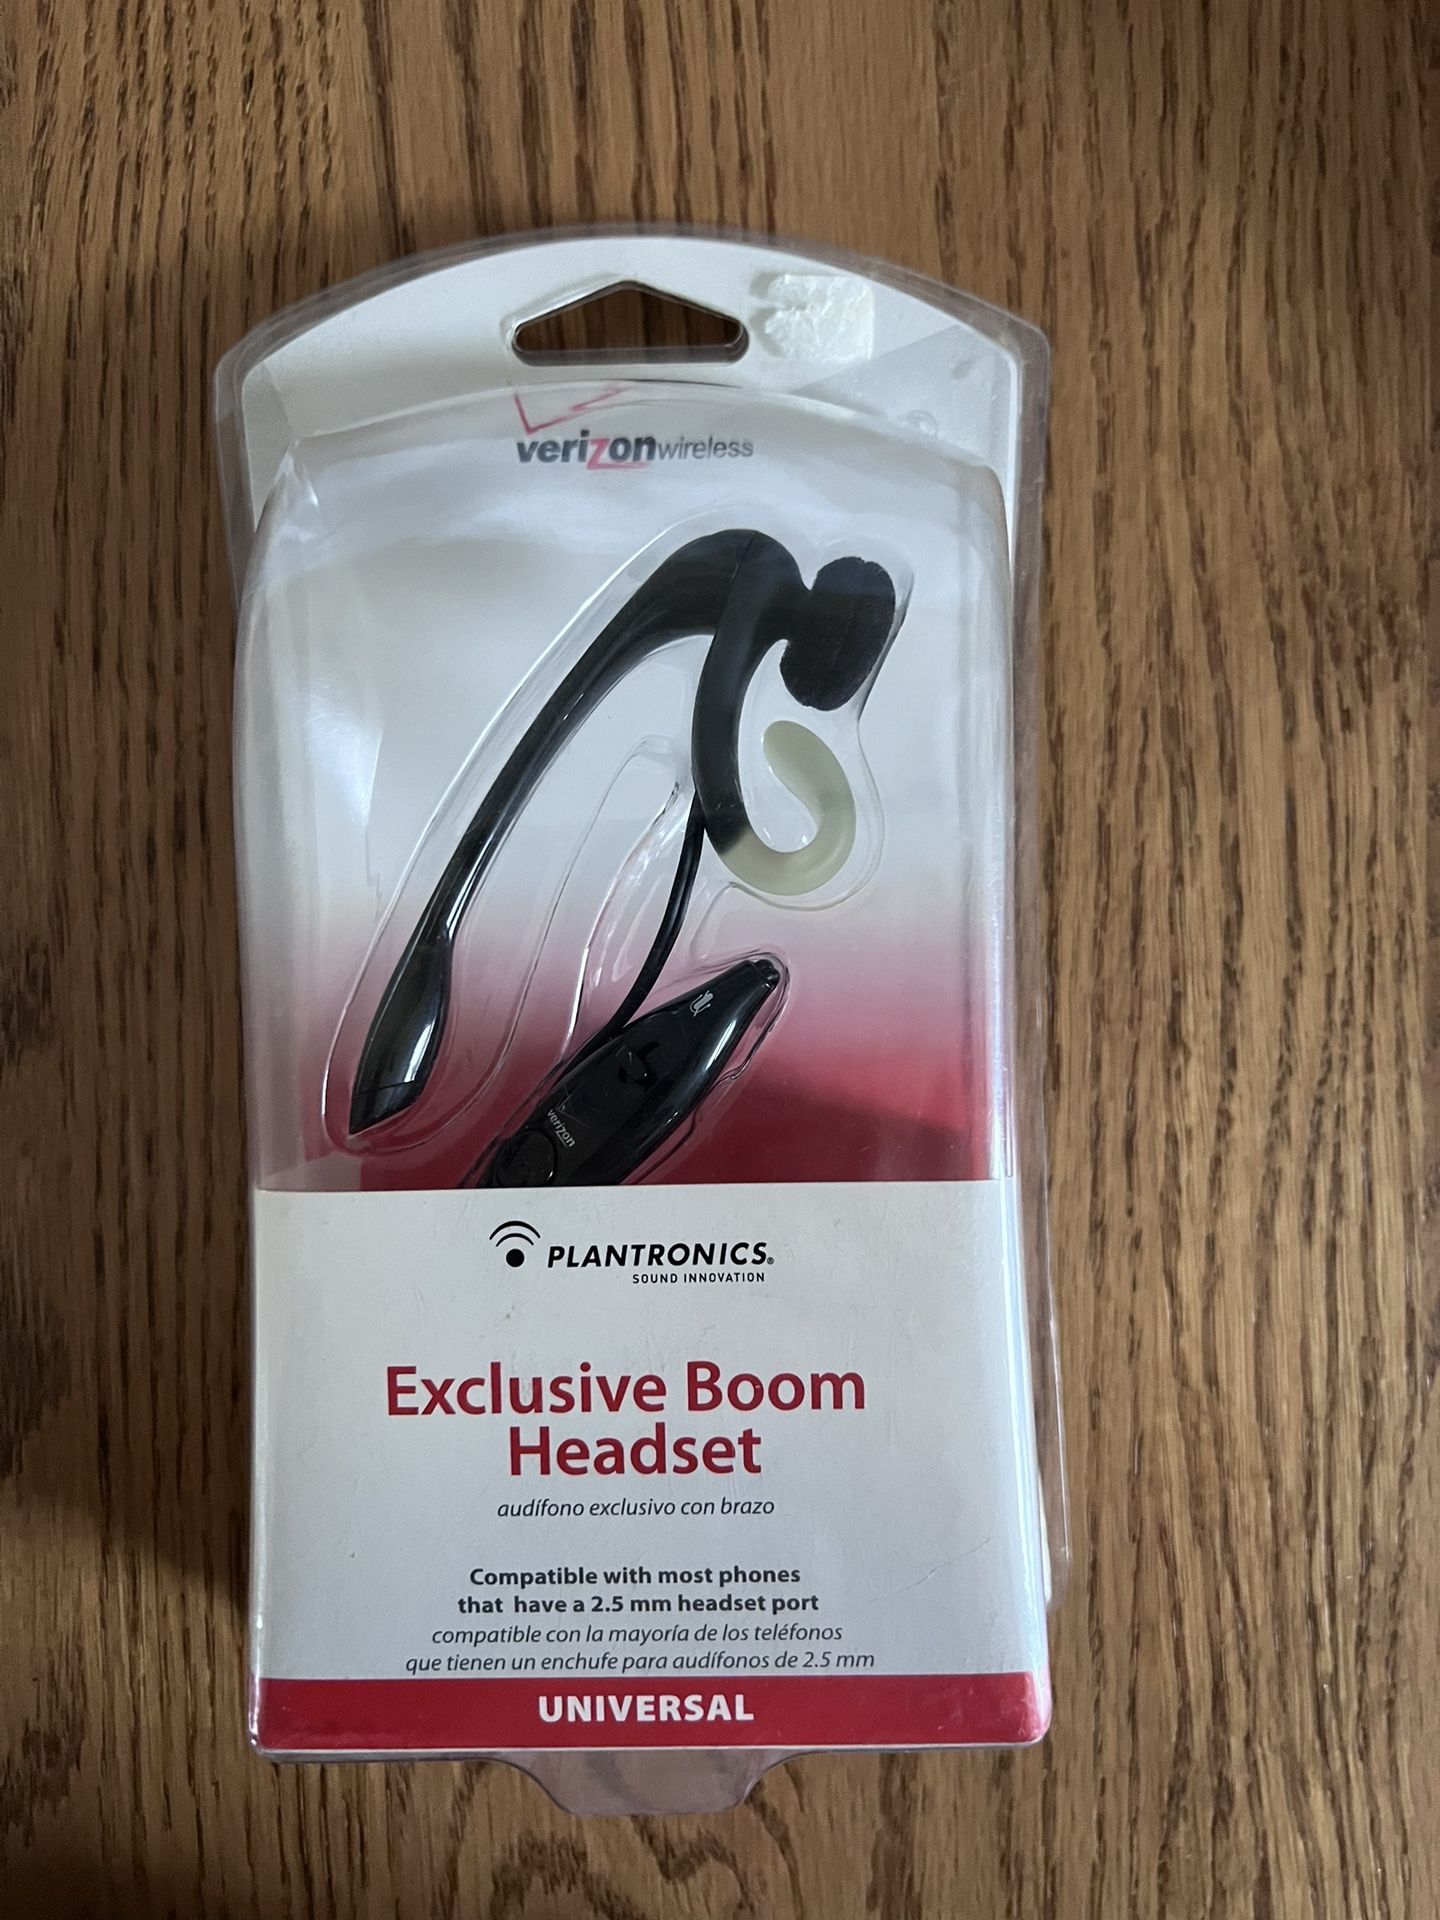 verizonwireless
verizon
PLANTRONICS®
SOUND INNOVATION
Exclusive Boom
Headset
audífono exclusivo con brazo
Compatible with most phones
that have a 2.5 mm headset port
compatible con la mayoría de los teléfonos
que tienen un enchufe para audífonos de 2.5 mm
UNIVERSAL